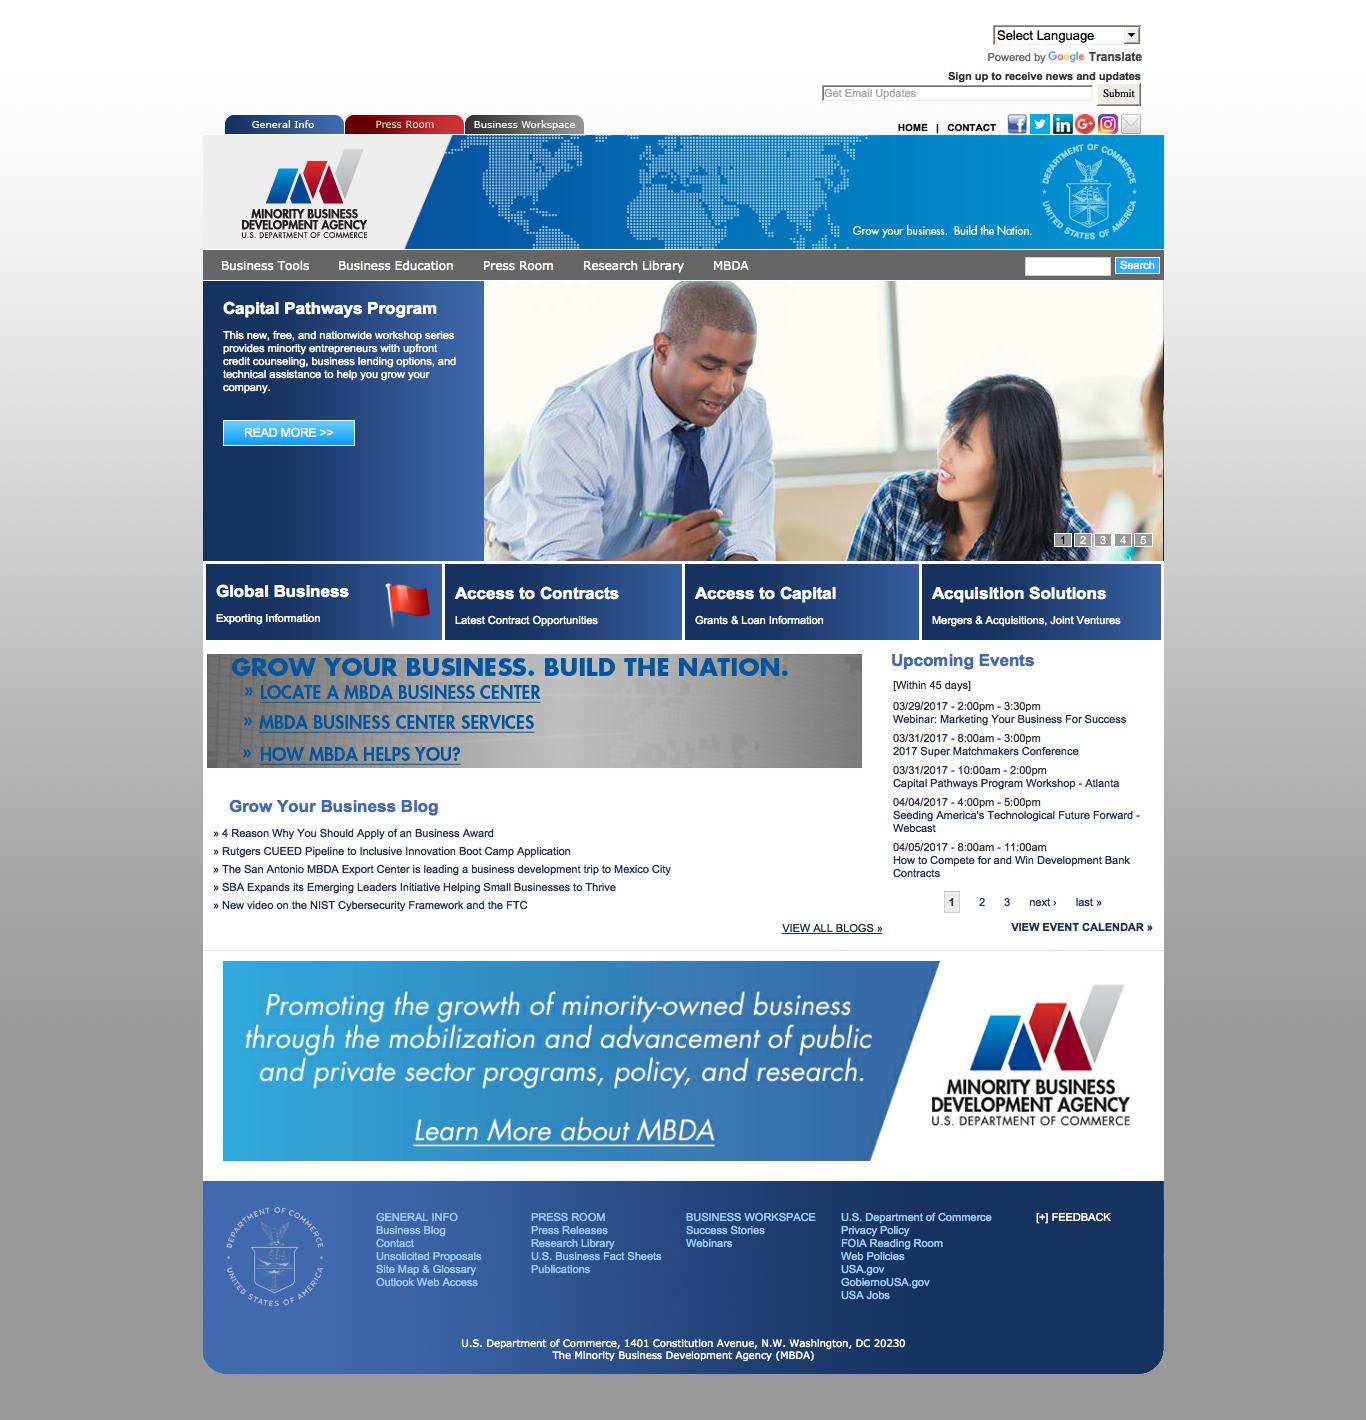 Select Language
Powered by Google Translate
Sign up to receive news and updates
Get Email Updates
Submit
General Info
Press Room
Business Workspace
HOME | CONTACT
MINORITY BUSINESS
DEVELOPMENT AGENCY
U.S. DEPARTMENT OF COMMERCE
Grow your business. Build the Nation.
DEPARTMENT OF COMMERCE
UNITED STATES OF AMERICA
Business Tools
Business Education
Press Room
Research Library
MBDA
Search
Capital Pathways Program
This new, free, and nationwide workshop series
provides minority entrepreneurs with upfront
credit counseling, business lending options, and
technical assistance to help you grow your
company.
READ MORE >>
1 2 3 4 5
Global Business
Exporting Information
Access to Contracts
Latest Contract Opportunities
Access to Capital
Grants & Loan Information
Acquisition Solutions
Mergers & Acquisitions, Joint Ventures
GROW YOUR BUSINESS. BUILD THE NATION.
» LOCATE A MBDA BUSINESS CENTER
» MBDA BUSINESS CENTER SERVICES
» HOW MBDA HELPS YOU?
Grow Your Business Blog
» 4 Reason Why You Should Apply of an Business Award
» Rutgers CUEED Pipeline to Inclusive Innovation Boot Camp Application
» The San Antonio MBDA Export Center is leading a business development trip to Mexico City
» SBA Expands its Emerging Leaders Initiative Helping Small Businesses to Thrive
» New video on the NIST Cybersecurity Framework and the FTC
VIEW ALL BLOGS »
Upcoming Events
[Within 45 days]
03/29/2017 - 2:00pm - 3:30pm
Webinar: Marketing Your Business For Success
03/31/2017 - 8:00am - 3:00pm
2017 Super Matchmakers Conference
03/31/2017 - 10:00am - 2:00pm
Capital Pathways Program Workshop - Atlanta
04/04/2017 - 4:00pm - 5:00pm
Seeding America's Technological Future Forward -
Webcast
04/05/2017 - 8:00am - 11:00am
How to Compete for and Win Development Bank
Contracts
1 2 3 next › last »
VIEW EVENT CALENDAR »
Promoting the growth of minority-owned business
through the mobilization and advancement of public
and private sector programs, policy, and research.
Learn More about MBDA
MINORITY BUSINESS
DEVELOPMENT AGENCY
U.S. DEPARTMENT OF COMMERCE
DEPARTMENT OF COMMERCE
UNITED STATES OF AMERICA
GENERAL INFO
Business Blog
Contact
Unsolicited Proposals
Site Map & Glossary
Outlook Web Access
PRESS ROOM
Press Releases
Research Library
U.S. Business Fact Sheets
Publications
BUSINESS WORKSPACE
Success Stories
Webinars
U.S. Department of Commerce
Privacy Policy
FOIA Reading Room
Web Policies
USA.gov
GobiernoUSA.gov
USA Jobs
[+] FEEDBACK
U.S. Department of Commerce, 1401 Constitution Avenue, N.W. Washington, DC 20230
The Minority Business Development Agency (MBDA)